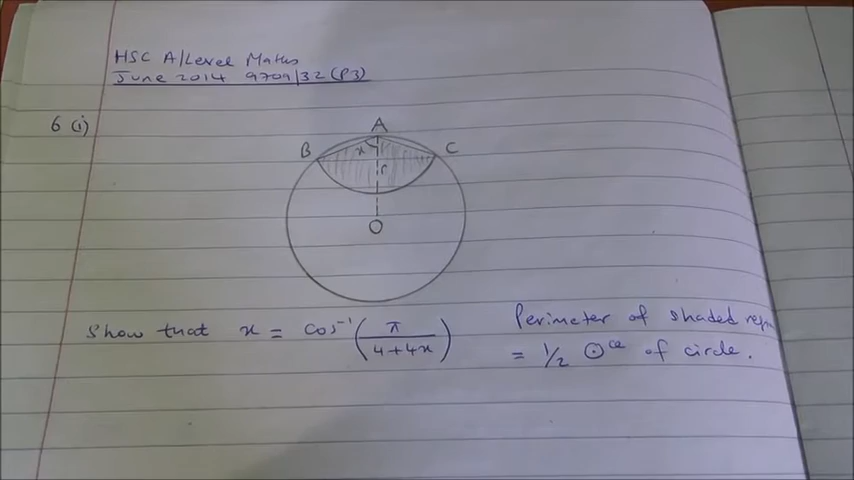 HSC A/Level Maths
June 2014 9709/32 (P3)
6 (i)
A
B
x
C
r
O
Show that x = cos⁻¹(π/(4+4x))
Perimeter of shaded
= 1/2 ⊙ce of circle.